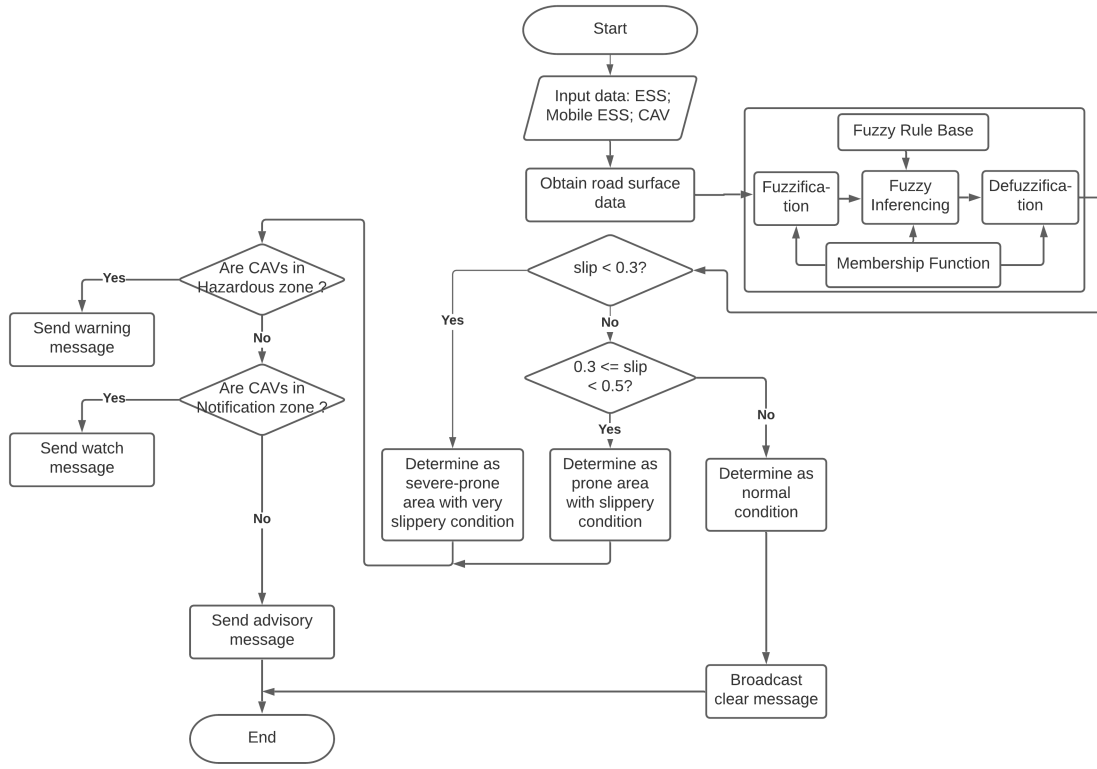 Start
Input data: ESS;
Mobile ESS; CAV
Obtain road surface
data
Fuzzy Rule Base
Fuzzifica-
tion
Fuzzy
Inferencing
Defuzzifica-
tion
Membership Function
slip < 0.3?
Yes
No
0.3 <= slip
< 0.5?
Yes
No
Determine as
severe-prone
area with very
slippery condition
Determine as
prone area
with slippery
condition
Determine as
normal
condition
Are CAVs in
Hazardous zone ?
Yes
Send warning
message
No
Are CAVs in
Notification zone ?
Yes
Send watch
message
No
Send advisory
message
Broadcast
clear message
End